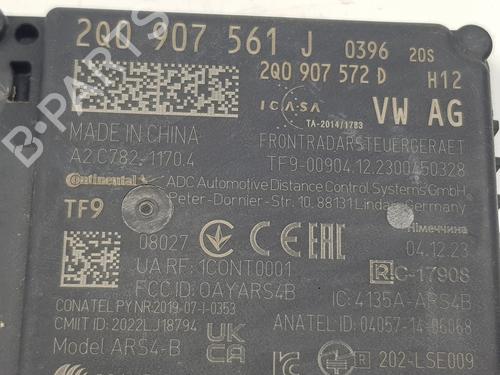 2Q0 907 561 J 0396 20S
2Q0 907 572 D H12
ICASA
TA-2014/1783
VW AG
MADE IN CHINA
FRONTRADARSTEUERGERAET
A2C782-1170.4
TF9-00904.12.2300450328
Continental ADC Automotive Distance Control Systems GmbH
TF9 Peter-Dornier-Str. 10, 88131 Lindau Germany
Німеччина
08027 04.12.23
UA RF: 1CONT0001
C-17908
FCC ID: OAYARS4B IC: 4135A-ARS4B
CONATEL PY NR: 2019-07-I-0353
CMIIT ID: 2022LJ18794 ANATEL ID: 04057-14-06068
Model ARS4-B UK CA 202-LSE009
B-PARTS